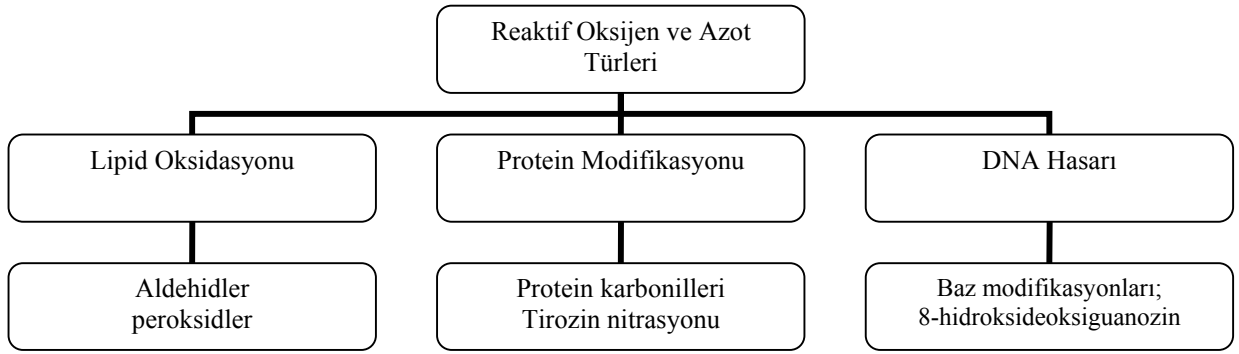 Reaktif Oksijen ve Azot
Türleri
Lipid Oksidasyonu
Protein Modifikasyonu
DNA Hasarı
Aldehidler
peroksidler
Protein karbonilleri
Tirozin nitrasyonu
Baz modifikasyonları;
8-hidroksideoksiguanozin